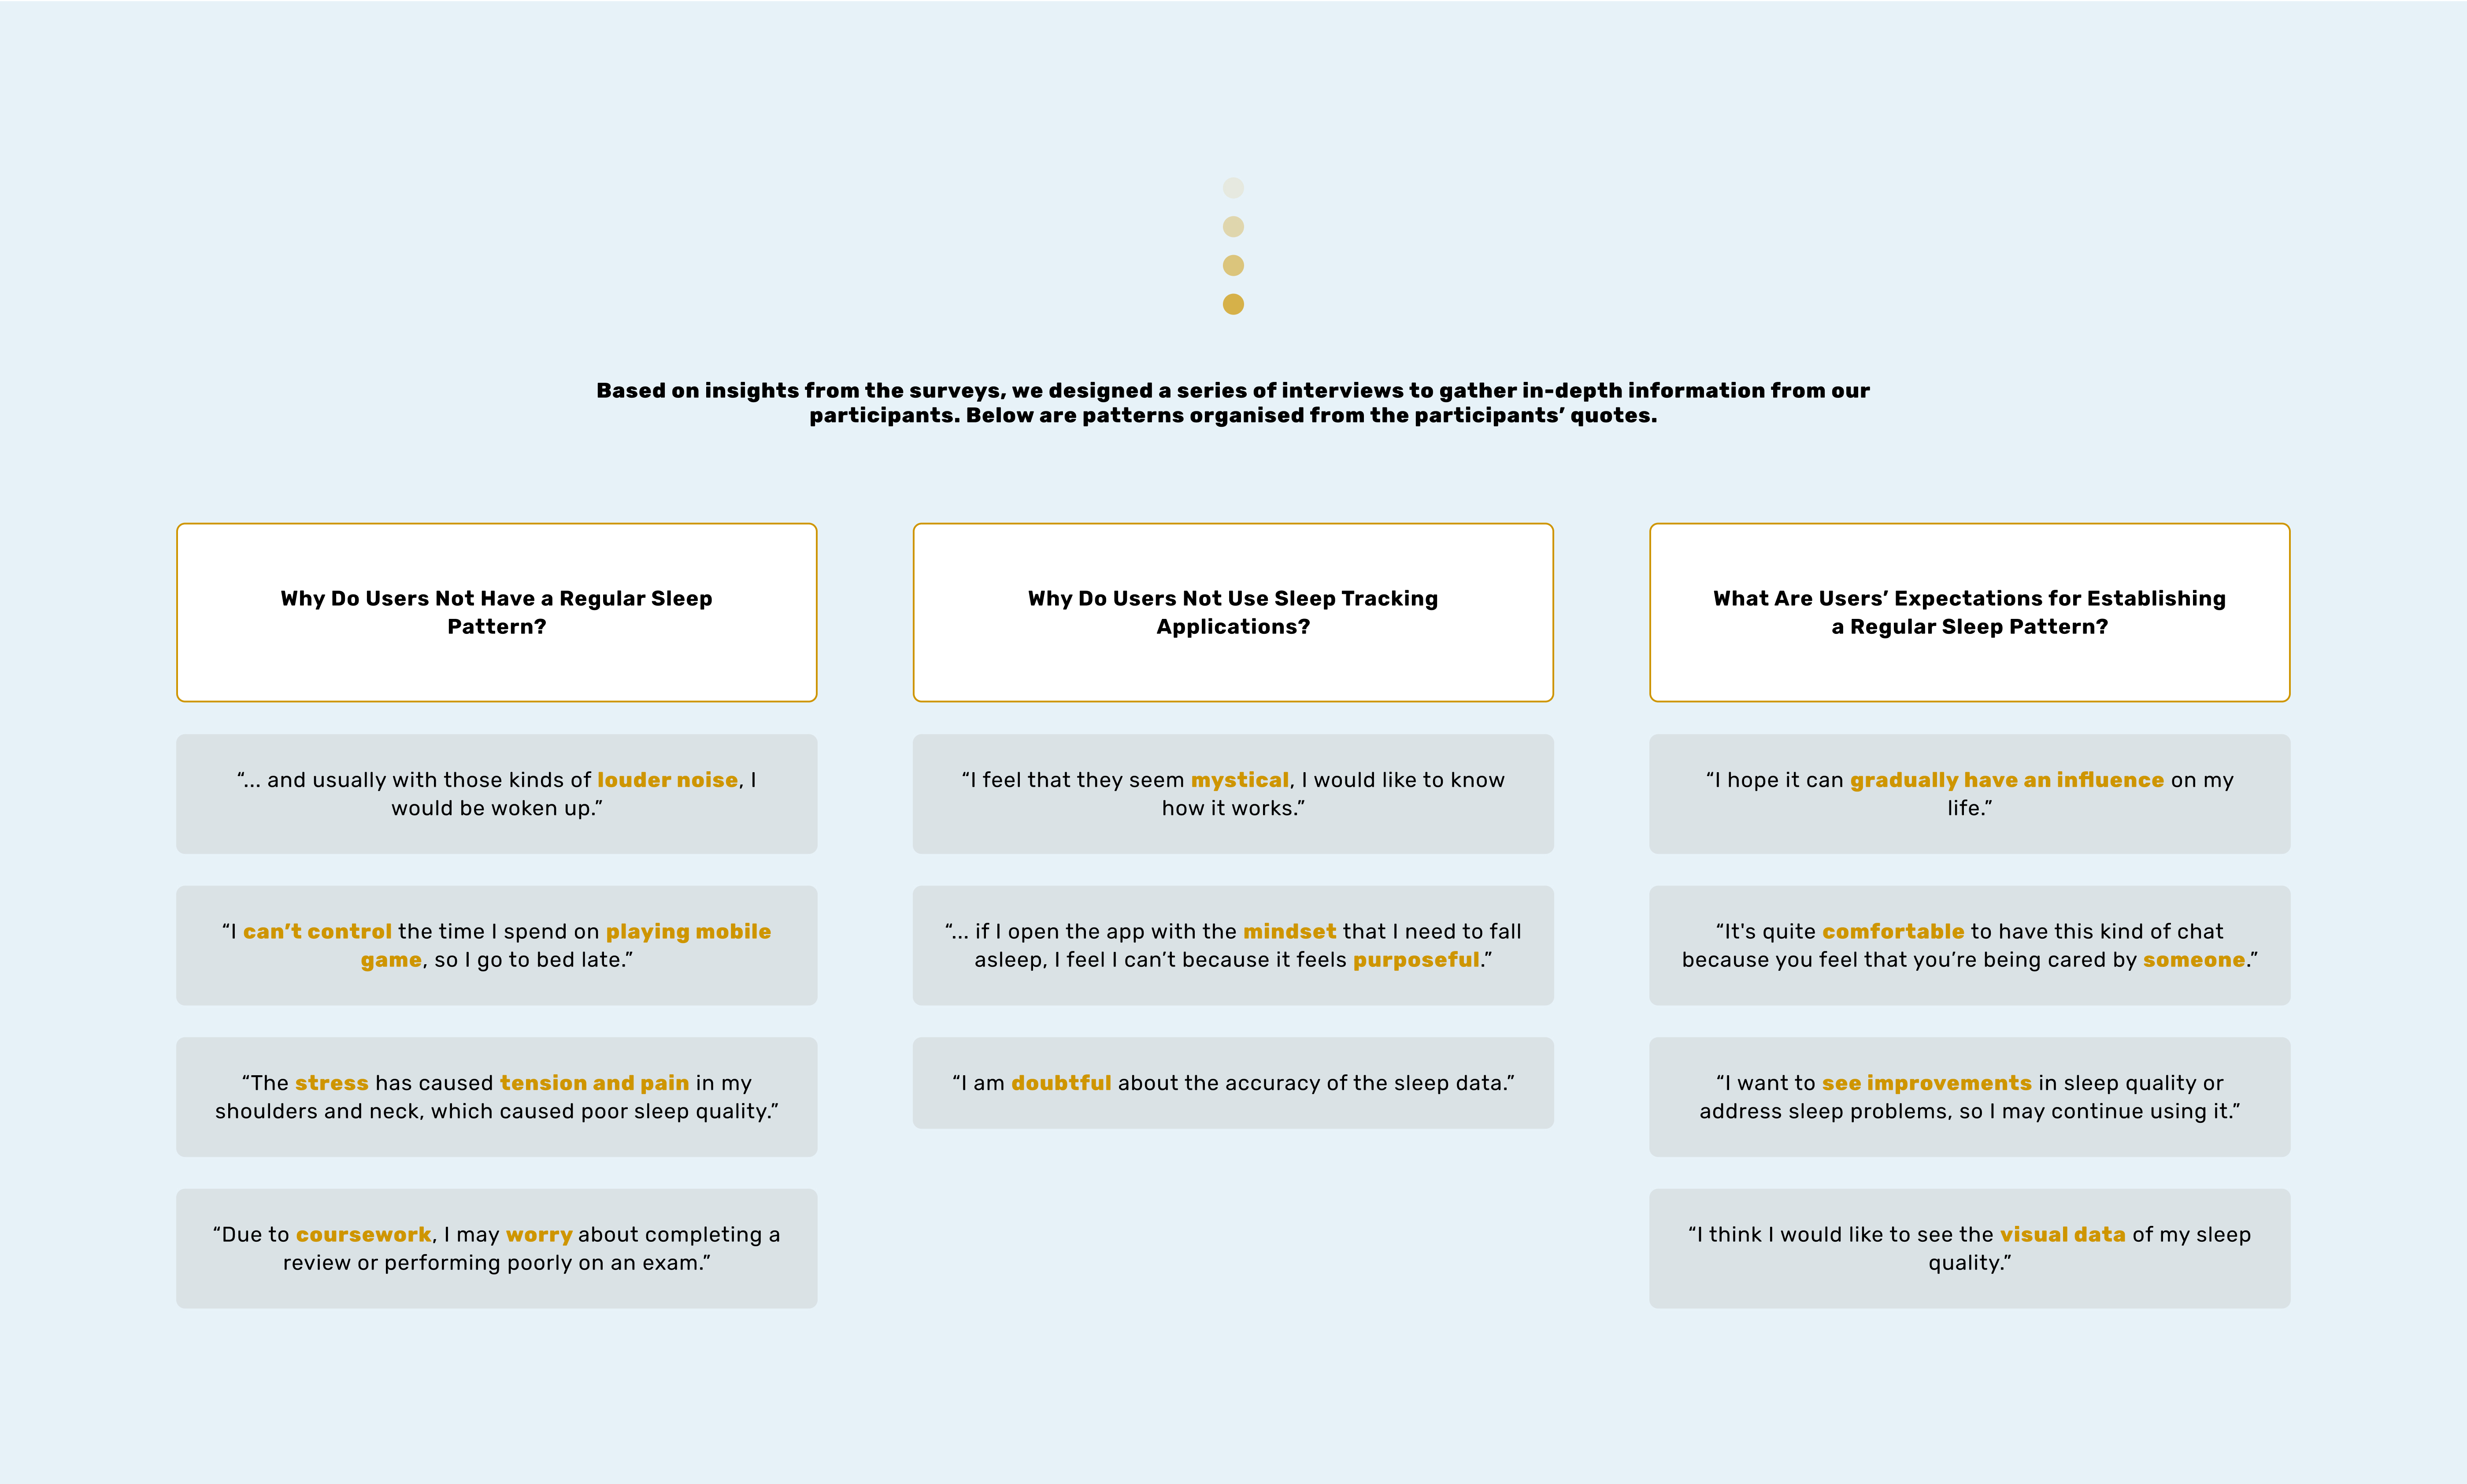 Based on insights from the surveys, we designed a series of interviews to gather in-depth information from our
participants. Below are patterns organised from the participants’ quotes.
Why Do Users Not Have a Regular Sleep
Pattern?
“... and usually with those kinds of louder noise, I
would be woken up.”
“I can’t control the time I spend on playing mobile
game, so I go to bed late.”
“The stress has caused tension and pain in my
shoulders and neck, which caused poor sleep quality.”
“Due to coursework, I may worry about completing a
review or performing poorly on an exam.”
Why Do Users Not Use Sleep Tracking
Applications?
“I feel that they seem mystical, I would like to know
how it works.”
“... if I open the app with the mindset that I need to fall
asleep, I feel I can’t because it feels purposeful.”
“I am doubtful about the accuracy of the sleep data.”
What Are Users’ Expectations for Establishing
a Regular Sleep Pattern?
“I hope it can gradually have an influence on my
life.”
“It's quite comfortable to have this kind of chat
because you feel that you’re being cared by someone.”
“I want to see improvements in sleep quality or
address sleep problems, so I may continue using it.”
“I think I would like to see the visual data of my sleep
quality.”